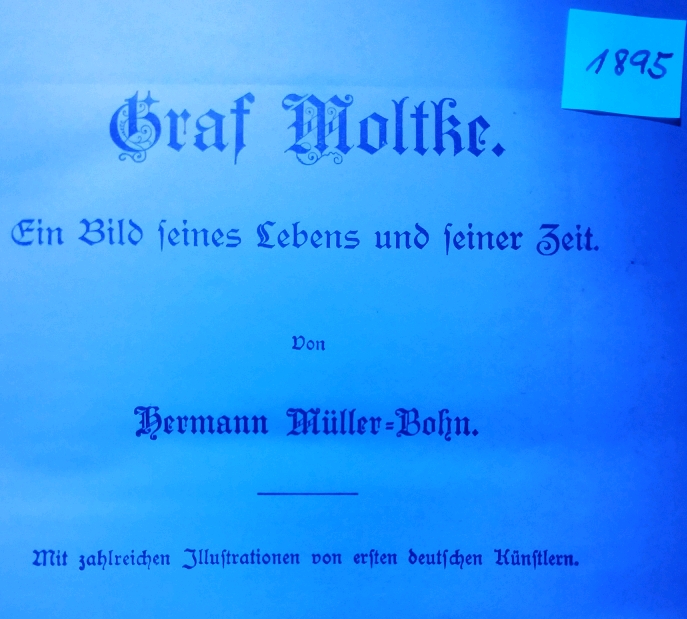 1895
Graf Moltke.
Ein Bild ſeines Lebens und ſeiner Zeit.
Von
Hermann Müller-Bohn.
Mit zahlreichen Illuſtrationen von erſten deutſchen Künſtlern.